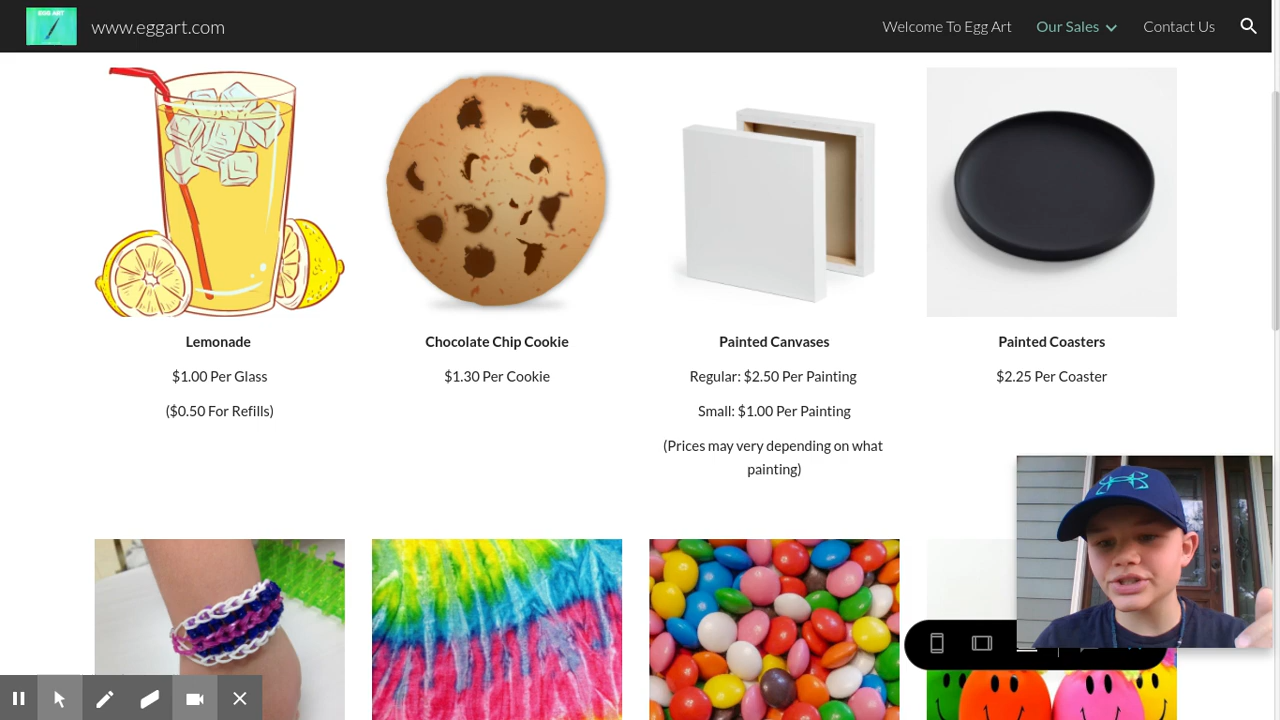 EGG ART
www.eggart.com
Welcome To Egg Art
Our Sales
Contact Us
Lemonade
$1.00 Per Glass
($0.50 For Refills)
Chocolate Chip Cookie
$1.30 Per Cookie
Painted Canvases
Regular: $2.50 Per Painting
Small: $1.00 Per Painting
(Prices may very depending on what
painting)
Painted Coasters
$2.25 Per Coaster